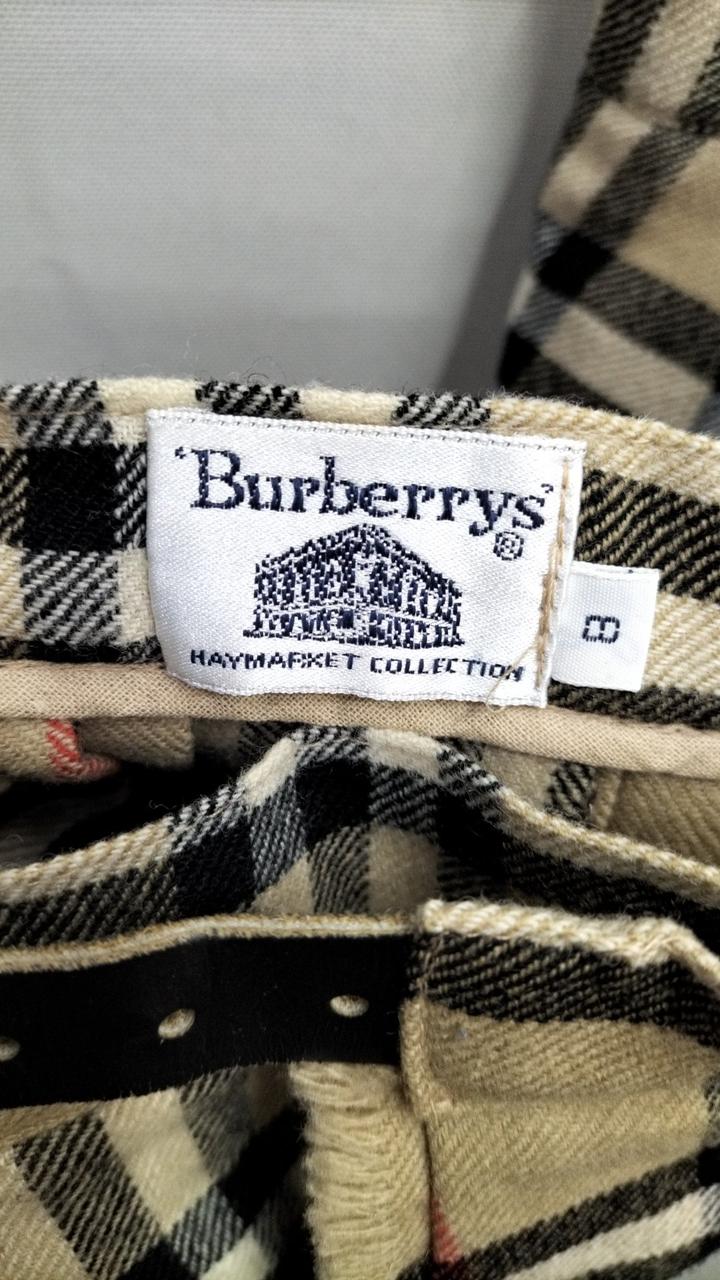 'Burberrys'
®
HAYMARKET COLLECTION
8